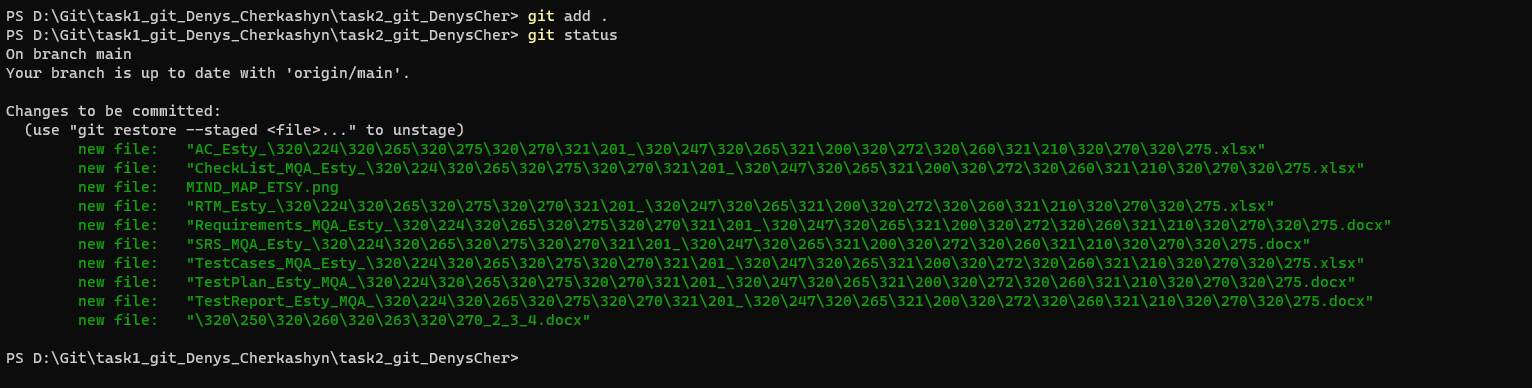 PS D:\Git\task1_git_Denys_Cherkashyn\task2_git_DenysCher> git add .
PS D:\Git\task1_git_Denys_Cherkashyn\task2_git_DenysCher> git status
On branch main
Your branch is up to date with 'origin/main'.
Changes to be committed:
(use "git restore --staged <file>..." to unstage)
new file: "AC_Esty_\320\224\320\265\320\275\320\270\321\201_\320\247\320\265\321\200\320\272\320\260\321\210\320\270\320\275.xlsx"
new file: "CheckList_MQA_Esty_\320\224\320\265\320\275\320\270\321\201_\320\247\320\265\321\200\320\272\320\260\321\210\320\270\320\275.xlsx"
new file: MIND_MAP_ETSY.png
new file: "RTM_Esty_\320\224\320\265\320\275\320\270\321\201_\320\247\320\265\321\200\320\272\320\260\321\210\320\270\320\275.xlsx"
new file: "Requirements_MQA_Esty_\320\224\320\265\320\275\320\270\321\201_\320\247\320\265\321\200\320\272\320\260\321\210\320\270\320\275.docx"
new file: "SRS_MQA_Esty_\320\224\320\265\320\275\320\270\321\201_\320\247\320\265\321\200\320\272\320\260\321\210\320\270\320\275.docx"
new file: "TestCases_MQA_Esty_\320\224\320\265\320\275\320\270\321\201_\320\247\320\265\321\200\320\272\320\260\321\210\320\270\320\275.xlsx"
new file: "TestPlan_Esty_MQA_\320\224\320\265\320\275\320\270\321\201_\320\247\320\265\321\200\320\272\320\260\321\210\320\270\320\275.docx"
new file: "TestReport_Esty_MQA_\320\224\320\265\320\275\320\270\321\201_\320\247\320\265\321\200\320\272\320\260\321\210\320\270\320\275.docx"
new file: "\320\250\320\260\320\263\320\270_2_3_4.docx"
PS D:\Git\task1_git_Denys_Cherkashyn\task2_git_DenysCher>